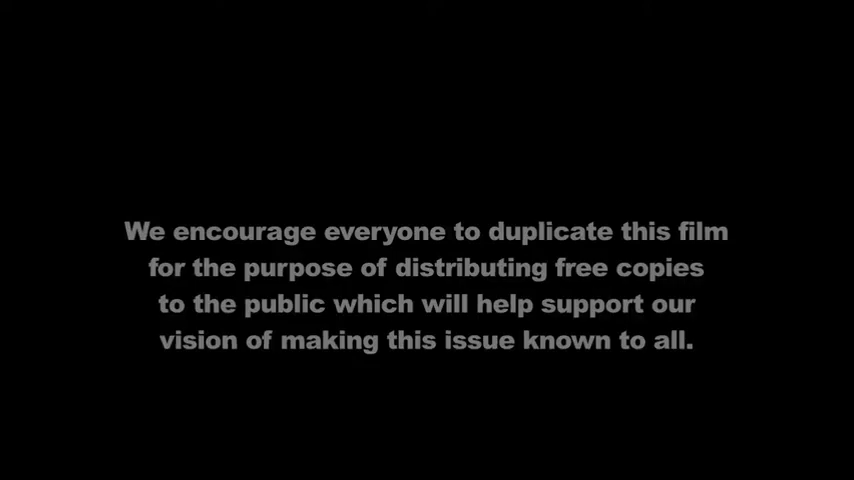 We encourage everyone to duplicate this film
for the purpose of distributing free copies
to the public which will help support our
vision of making this issue known to all.